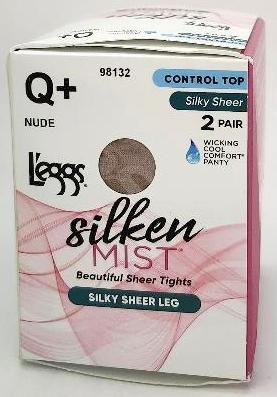 Q+
98132
CONTROL TOP
Silky Sheer
NUDE
2 PAIR
WICKING
COOL
COMFORT®
PANTY
L'eggs®
silken
MIST®
Beautiful Sheer Tights
SILKY SHEER LEG